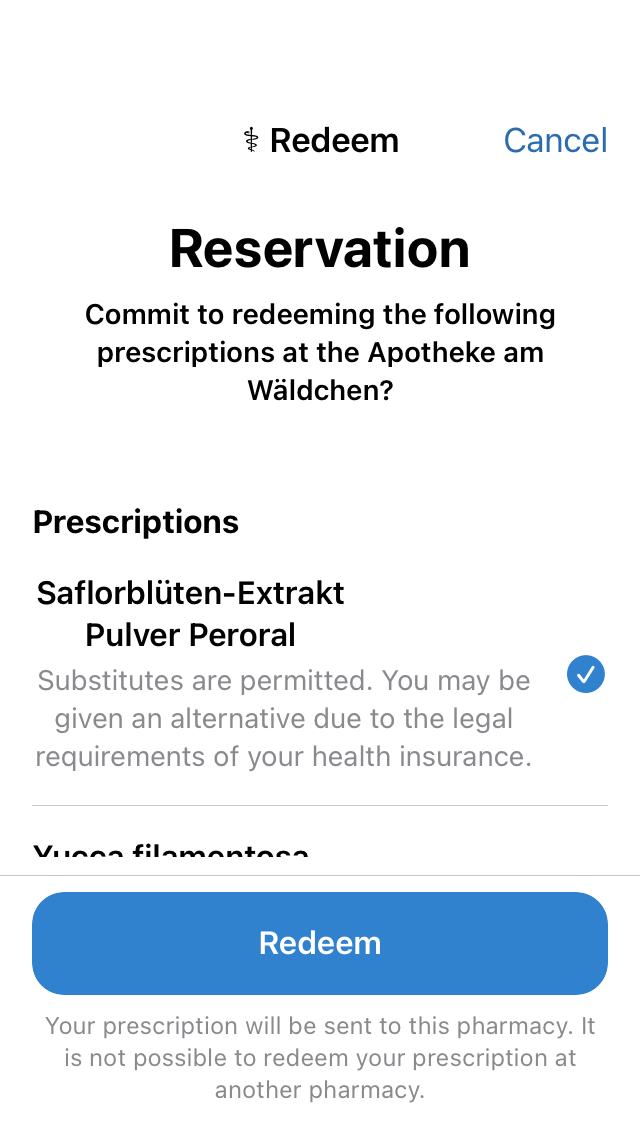 ⚕ Redeem
Cancel
Reservation
Commit to redeeming the following
prescriptions at the Apotheke am
Wäldchen?
Prescriptions
Saflorblüten-Extrakt
Pulver Peroral
Substitutes are permitted. You may be
given an alternative due to the legal
requirements of your health insurance.
Yucca filamentosa
Redeem
Your prescription will be sent to this pharmacy. It
is not possible to redeem your prescription at
another pharmacy.